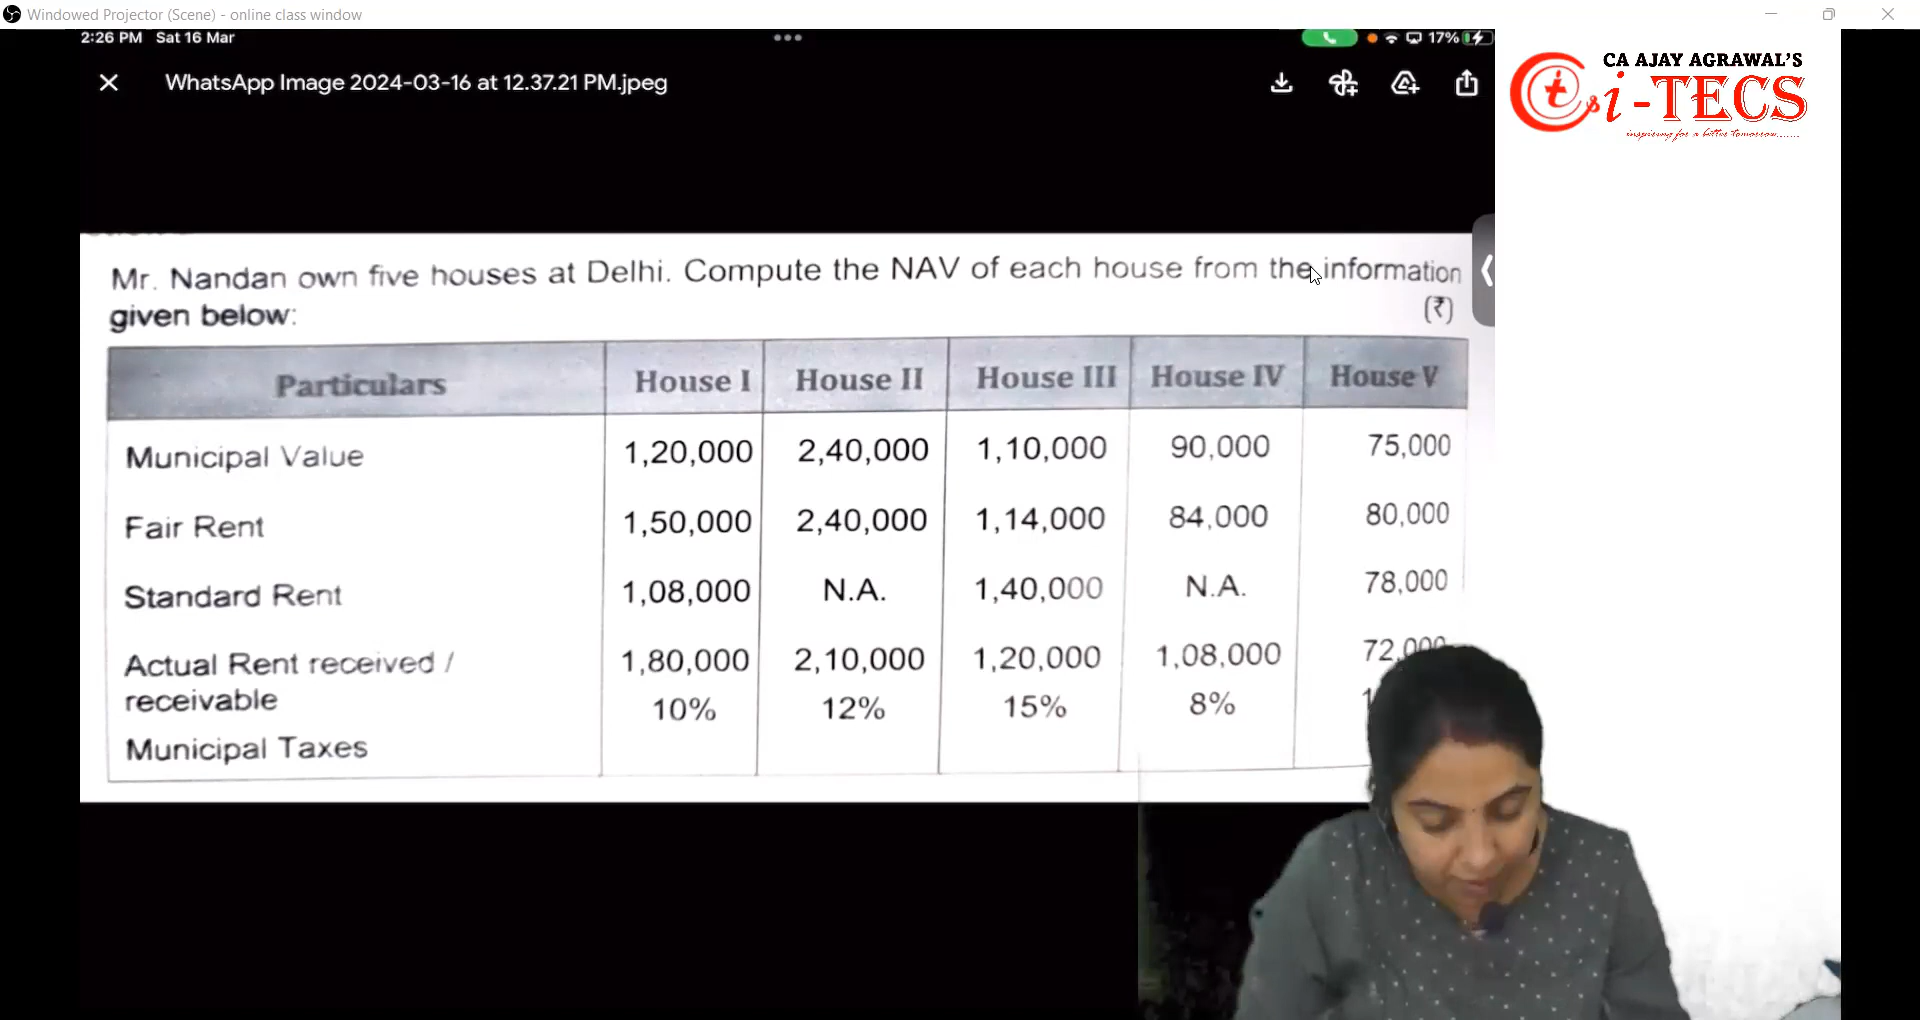 Windowed Projector (Scene) - online class window
2:26 PM Sat 16 Mar
17%
WhatsApp Image 2024-03-16 at 12.37.21 PM.jpeg
CA AJAY AGRAWAL'S
i-TECS
inspiring for a better tomorrow.......
Mr. Nandan own five houses at Delhi. Compute the NAV of each house from the information
given below:
(₹)
Particulars House I House II House III House IV House V
Municipal Value 1,20,000 2,40,000 1,10,000 90,000 75,000
Fair Rent 1,50,000 2,40,000 1,14,000 84,000 80,000
Standard Rent 1,08,000 N.A. 1,40,000 N.A. 78,000
Actual Rent received / 1,80,000 2,10,000 1,20,000 1,08,000 72,000
receivable 10% 12% 15% 8%
Municipal Taxes